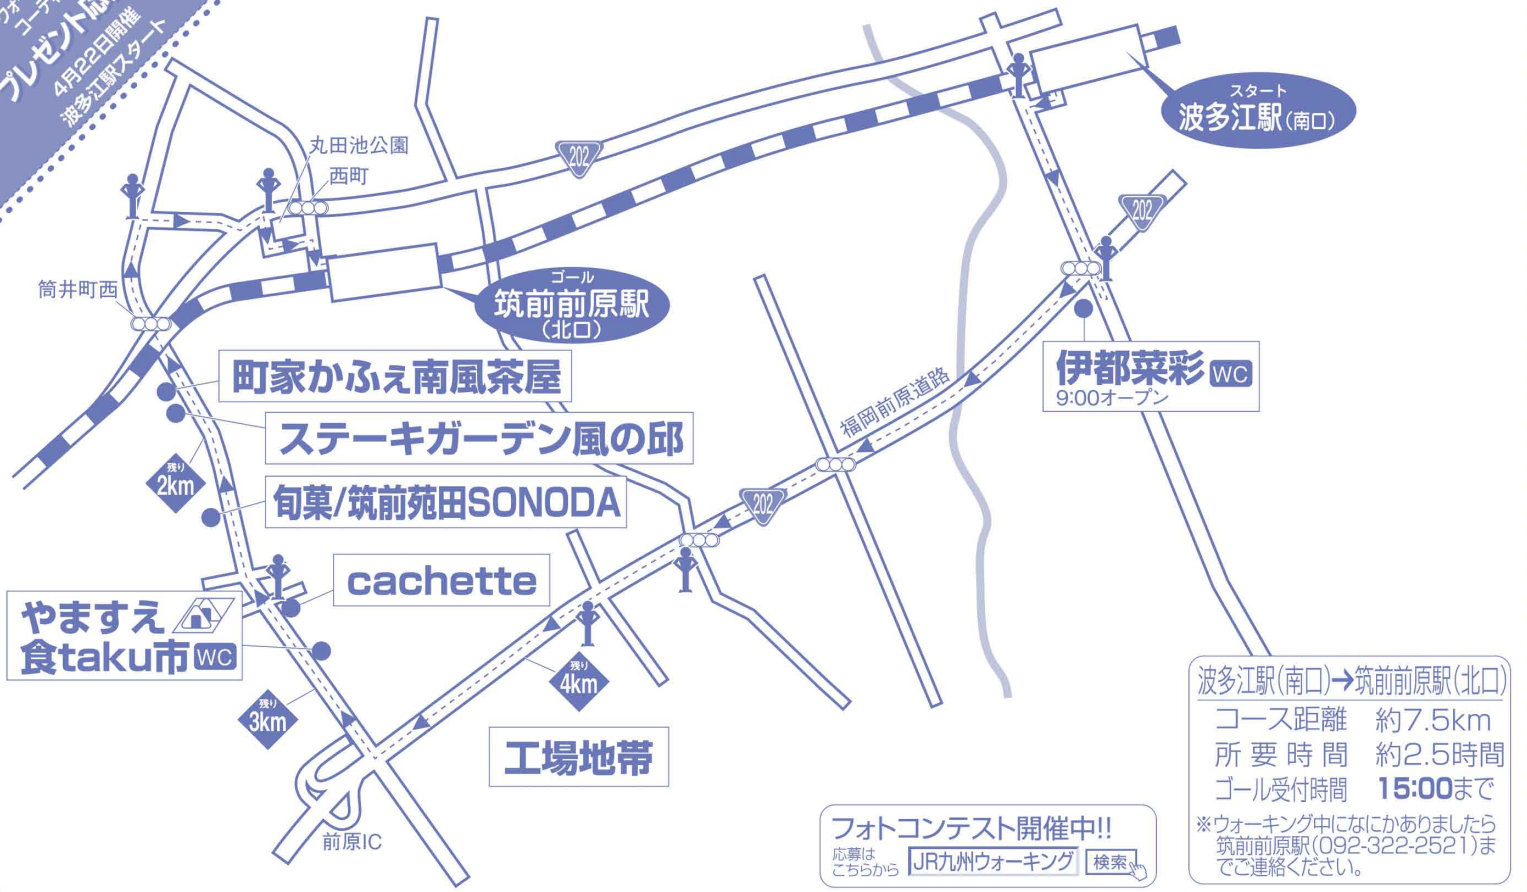 プレゼント応
4月22日開催
波多江駅スタート
丸田池公園
西町
202
スタート
波多江駅(南口)
202
筒井町西
ゴール
筑前前原駅
(北口)
伊都菜彩 WC
9:00オープン
町家かふぇ南風茶屋
福岡前原道路
ステーキガーデン風の邱
残り
2km
旬菓/筑前苑田SONODA
202
cachette
やますえ
食taku市 WC
残り
4km
残り
3km
工場地帯
前原IC
波多江駅(南口)→筑前前原駅(北口)
コース距離 約7.5km
所要時間 約2.5時間
ゴール受付時間 15:00まで
※ウォーキング中になにかありましたら
筑前前原駅(092-322-2521)ま
でご連絡ください。
フォトコンテスト開催中!!
応募は
こちらから
JR九州ウォーキング 検索